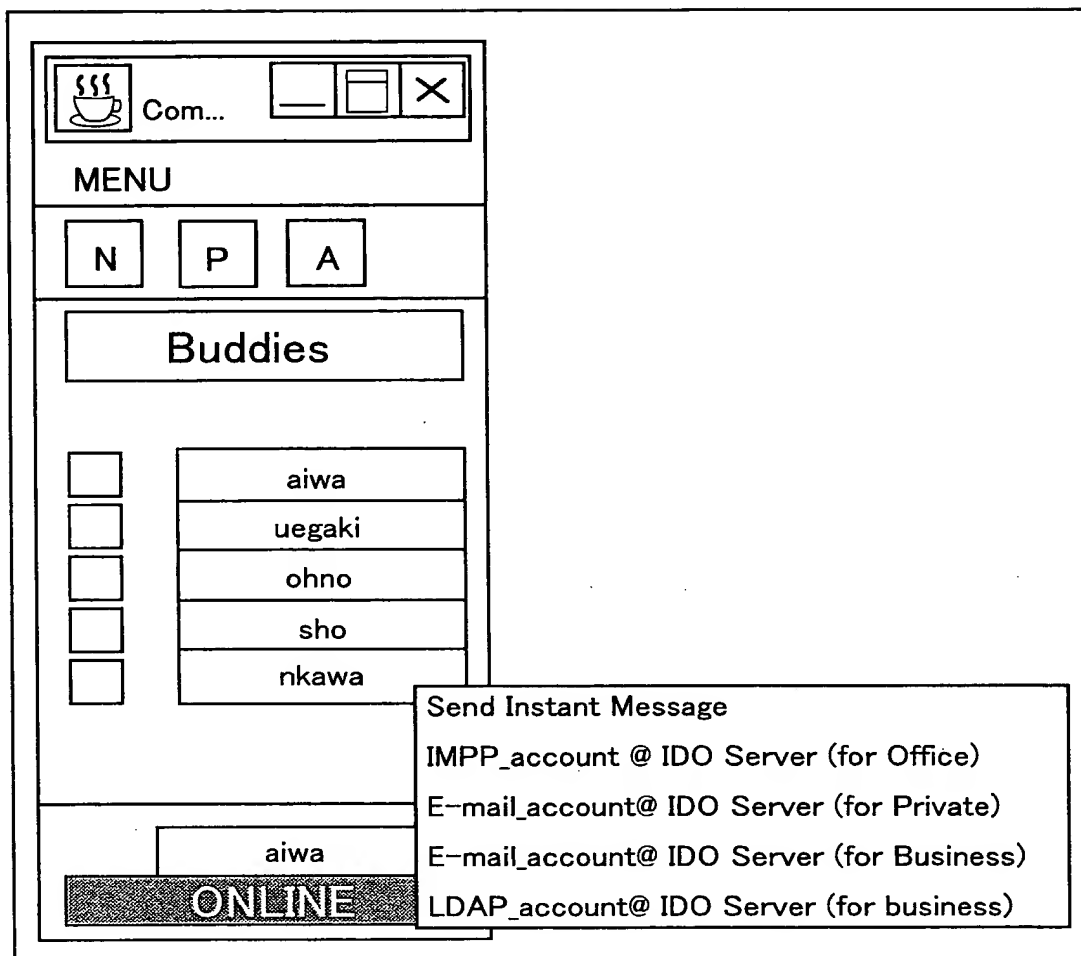 Com...
MENU
N P A
Buddies
aiwa
uegaki
ohno
sho
nkawa
Send Instant Message
IMPP_account @ IDO Server (for Office)
E-mail_account@ IDO Server (for Private)
E-mail_account@ IDO Server (for Business)
LDAP_account@ IDO Server (for business)
aiwa
ONLINE